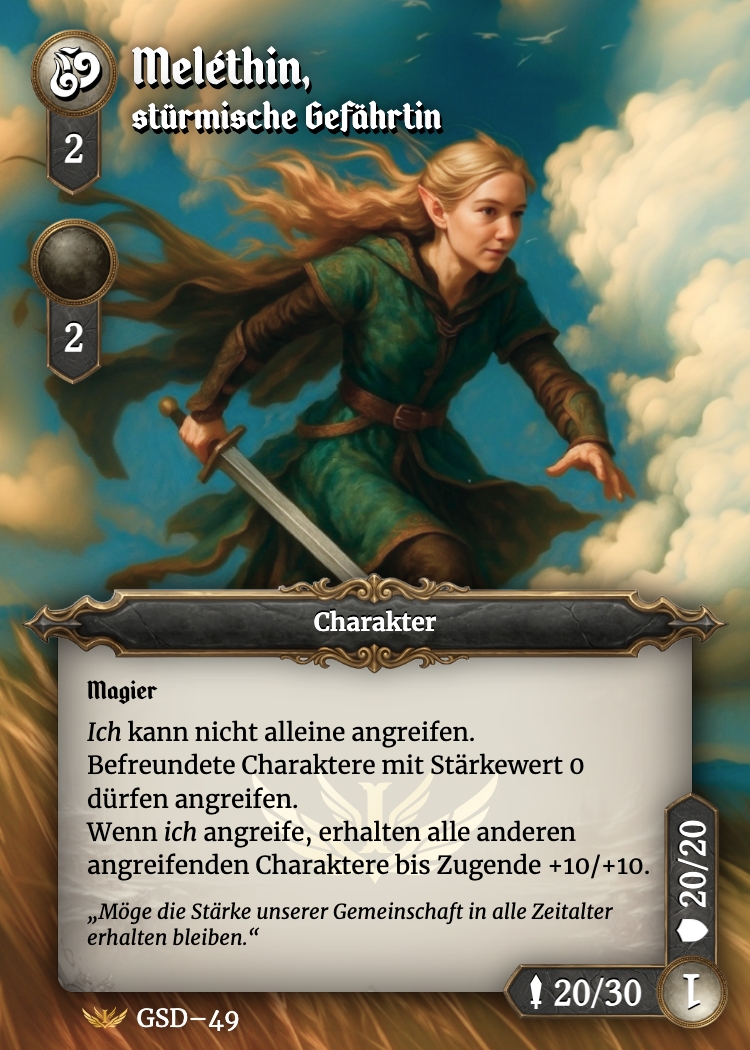 Meléthin,
stürmische Gefährtin
2
2
Charakter
Magier
Ich kann nicht alleine angreifen.
Befreundete Charaktere mit Stärkewert 0
dürfen angreifen.
Wenn ich angreife, erhalten alle anderen
angreifenden Charaktere bis Zugende +10/+10.
„Möge die Stärke unserer Gemeinschaft in alle Zeitalter
erhalten bleiben.“
20/20
20/30
1
GSD–49